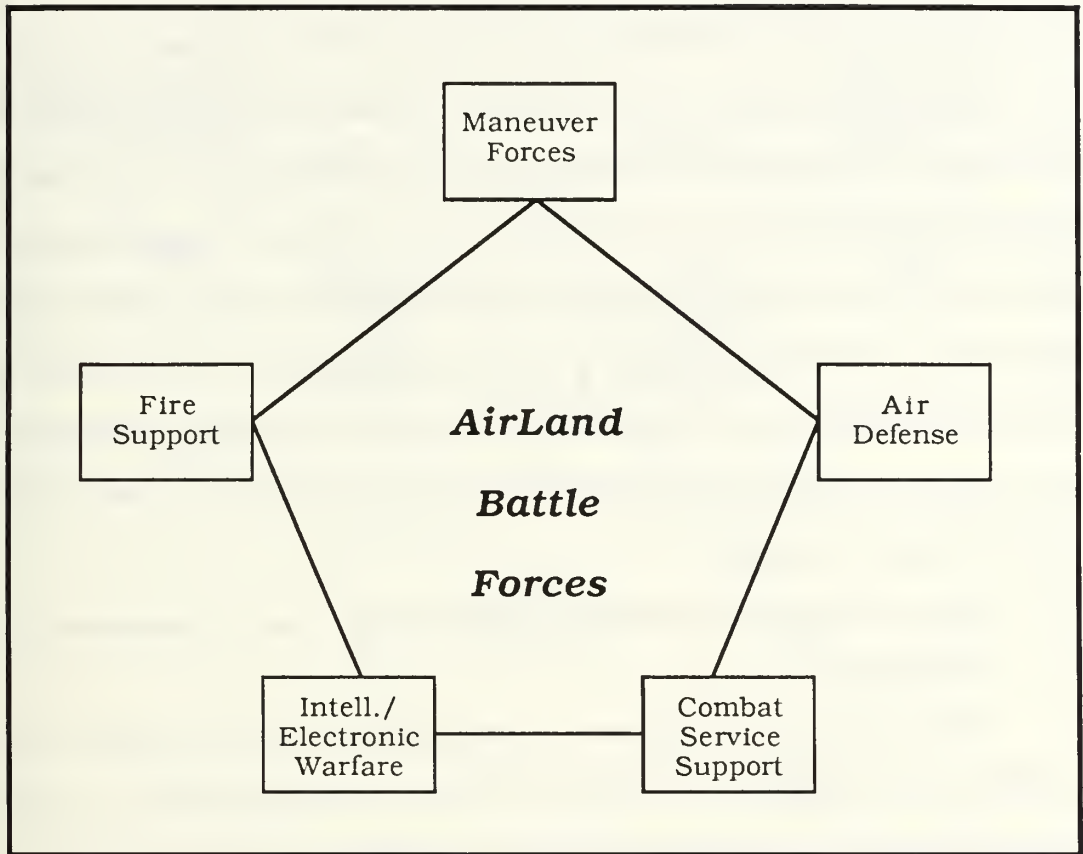 Maneuver
Forces
Fire
Support
AirLand
Battle
Forces
Air
Defense
Intell./
Electronic
Warfare
Combat
Service
Support